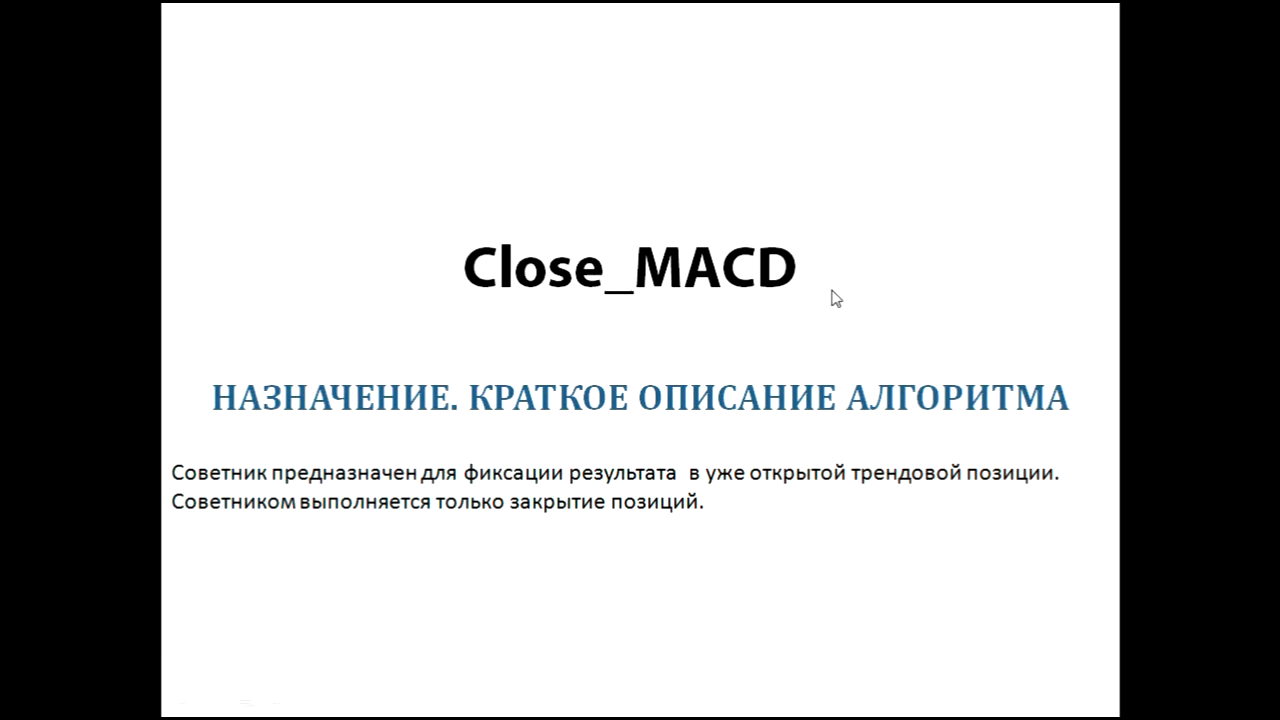 Close_MACD
НАЗНАЧЕНИЕ. КРАТКОЕ ОПИСАНИЕ АЛГОРИТМА
Советник предназначен для фиксации результата в уже открытой трендовой позиции.
Советником выполняется только закрытие позиций.